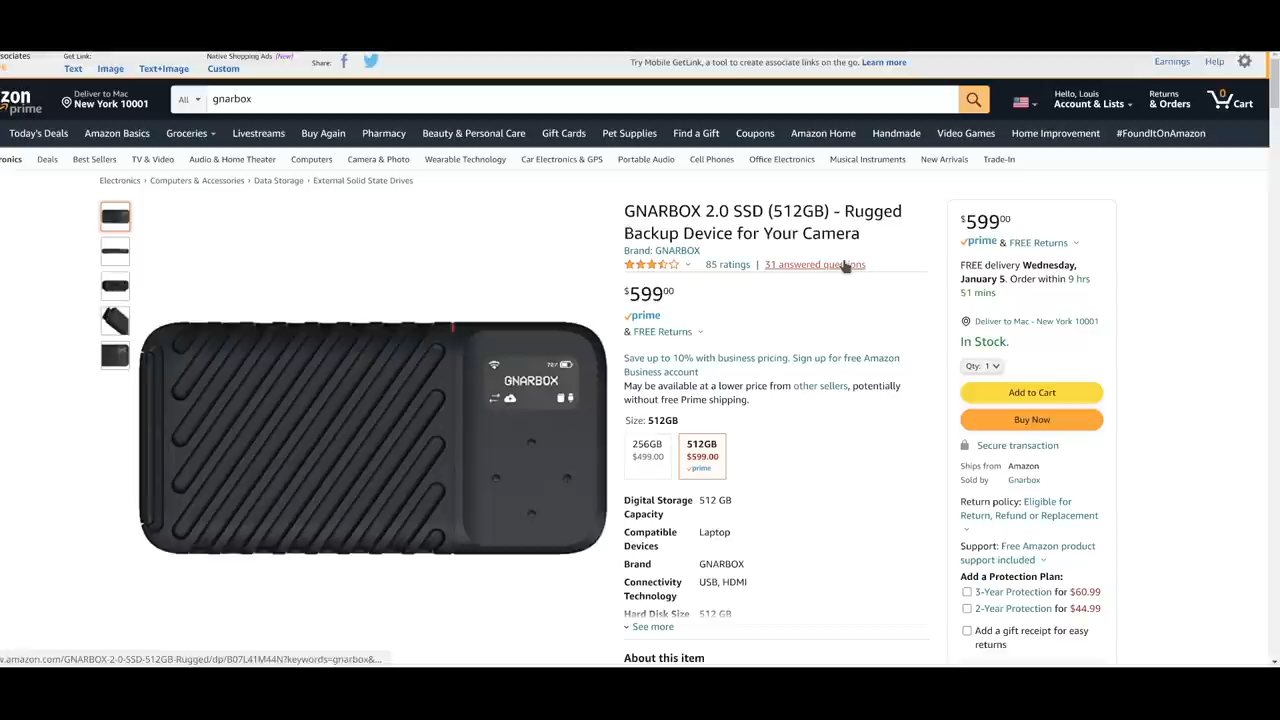 sociates
Get Link:
Native Shopping Ads (New)
Text Image Text+Image Custom
Share:
Try Mobile GetLink, a tool to create associate links on the go. Learn more
Earnings Help
zon
prime
Deliver to Mac
New York 10001
All
gnarbox
Hello, Louis
Account & Lists
Returns
& Orders
0
Cart
Today's Deals Amazon Basics Groceries Livestreams Buy Again Pharmacy Beauty & Personal Care Gift Cards Pet Supplies Find a Gift Coupons Amazon Home Handmade Video Games Home Improvement #FoundItOnAmazon
ronics Deals Best Sellers TV & Video Audio & Home Theater Computers Camera & Photo Wearable Technology Car Electronics & GPS Portable Audio Cell Phones Office Electronics Musical Instruments New Arrivals Trade-In
Electronics › Computers & Accessories › Data Storage › External Solid State Drives
GNARBOX
GNARBOX 2.0 SSD (512GB) - Rugged
Backup Device for Your Camera
Brand: GNARBOX
85 ratings | 31 answered questions
$599⁰⁰
prime
& FREE Returns
Save up to 10% with business pricing. Sign up for free Amazon
Business account
May be available at a lower price from other sellers, potentially
without free Prime shipping.
Size: 512GB
256GB
$499.00
512GB
$599.00
prime
Digital Storage 512 GB
Capacity
Compatible Laptop
Devices
Brand GNARBOX
Connectivity USB, HDMI
Technology
Hard Disk Size 512 GB
See more
About this item
$599⁰⁰
prime & FREE Returns
FREE delivery Wednesday,
January 5. Order within 9 hrs
51 mins
Deliver to Mac - New York 10001
In Stock.
Qty: 1
Add to Cart
Buy Now
Secure transaction
Ships from Amazon
Sold by Gnarbox
Return policy: Eligible for
Return, Refund or Replacement
Support: Free Amazon product
support included
Add a Protection Plan:
3-Year Protection for $60.99
2-Year Protection for $44.99
Add a gift receipt for easy
returns
w.amazon.com/GNARBOX-2-0-SSD-512GB-Rugged/dp/B07L41M44N?keywords=gnarbox&...